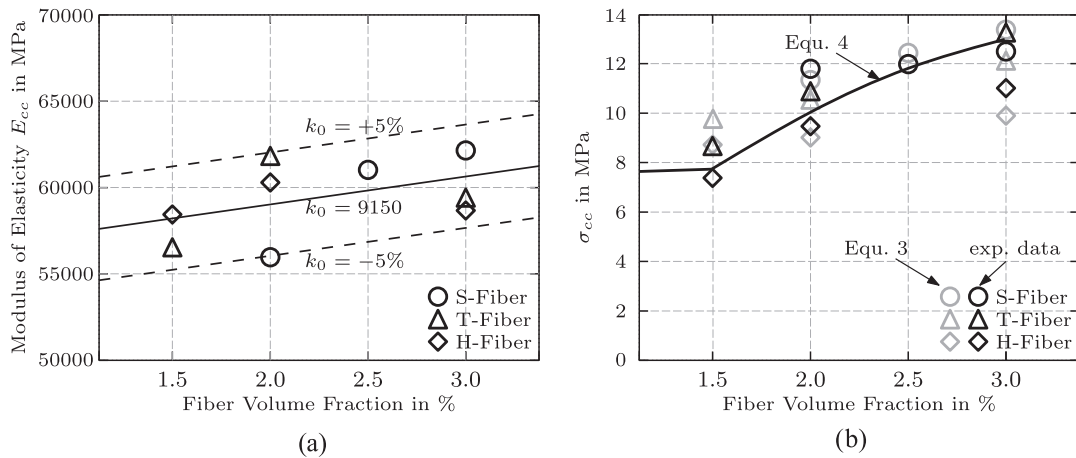 70000
65000
60000
55000
50000
Modulus of Elasticity E_cc in MPa
k_0 = +5%
k_0 = 9150
k_0 = −5%
S-Fiber
T-Fiber
H-Fiber
1.5 2.0 2.5 3.0
Fiber Volume Fraction in %
(a)
14
12
10
8
6
4
2
0
σ_cc in MPa
Equ. 4
Equ. 3 exp. data
S-Fiber
T-Fiber
H-Fiber
1.5 2.0 2.5 3.0
Fiber Volume Fraction in %
(b)